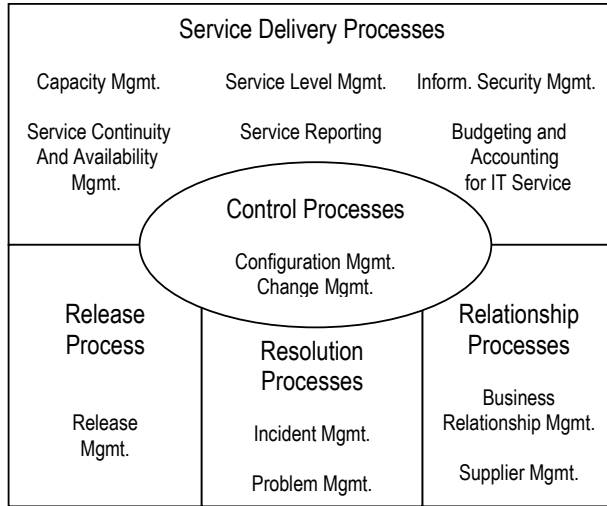 Service Delivery Processes
Capacity Mgmt.
Service Level Mgmt.
Inform. Security Mgmt.
Service Continuity
And Availability
Mgmt.
Service Reporting
Budgeting and
Accounting
for IT Service
Control Processes
Configuration Mgmt.
Change Mgmt.
Release
Process
Release
Mgmt.
Resolution
Processes
Incident Mgmt.
Problem Mgmt.
Relationship
Processes
Business
Relationship Mgmt.
Supplier Mgmt.